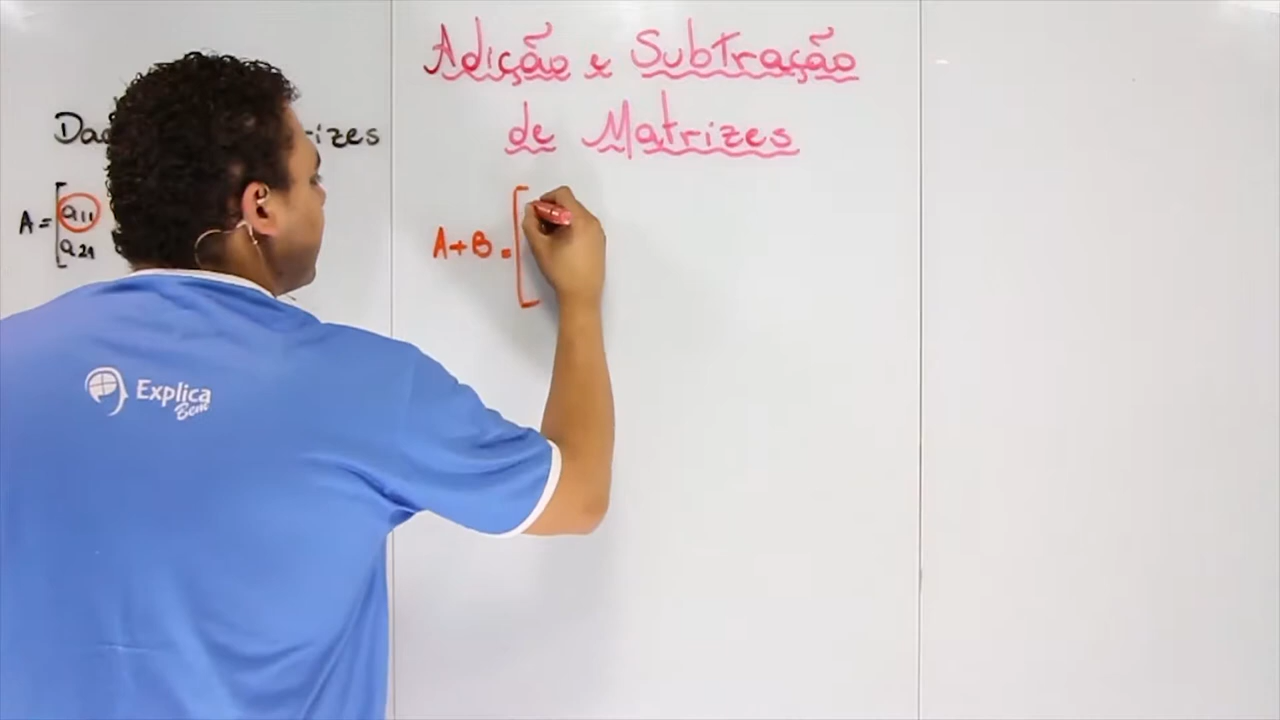 Adição e Subtração
de Matrizes
A = [a11
a21
A+B = [
Explica
Bem